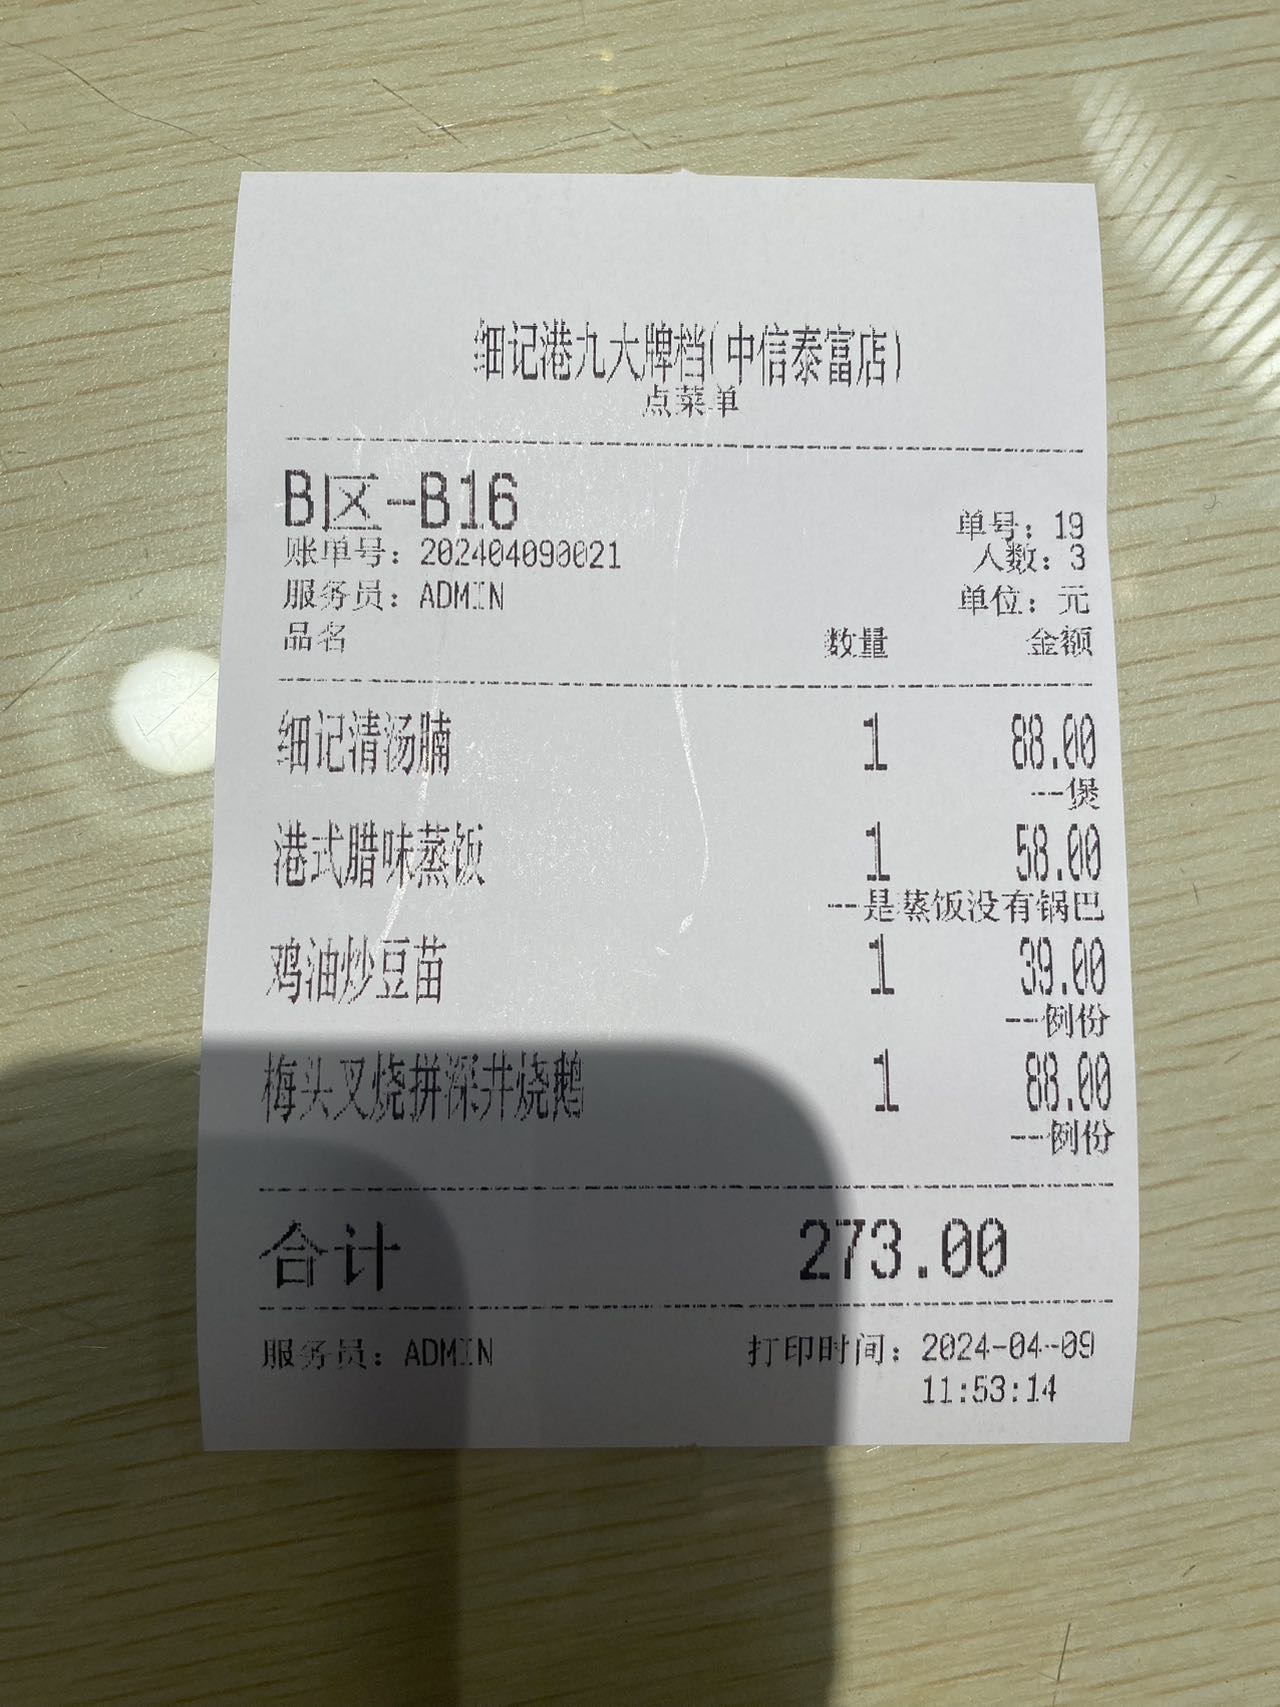 细记港九大牌档(中信泰富店)
点菜单
B区-B16
单号：19
账单号：202404090021
人数：3
服务员：ADMIN
单位：元
品名 数量 金额
细记清汤腩 1 88.00
--煲
港式腊味蒸饭 1 58.00
--是蒸饭没有锅巴
鸡油炒豆苗 1 39.00
--例份
梅头叉烧拼深井烧鹅 1 88.00
--例份
合计 273.00
服务员：ADMIN 打印时间：2024-04-09
11:53:14